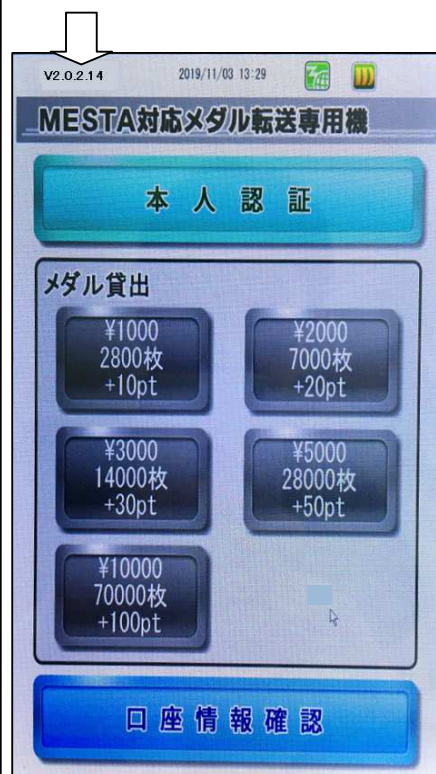 V2.0.2.14
2019/11/03 13:29
MESTA対応メダル転送専用機
本人認証
メダル貸出
¥1000
2800枚
+10pt
¥2000
7000枚
+20pt
¥3000
14000枚
+30pt
¥5000
28000枚
+50pt
¥10000
70000枚
+100pt
口座情報確認